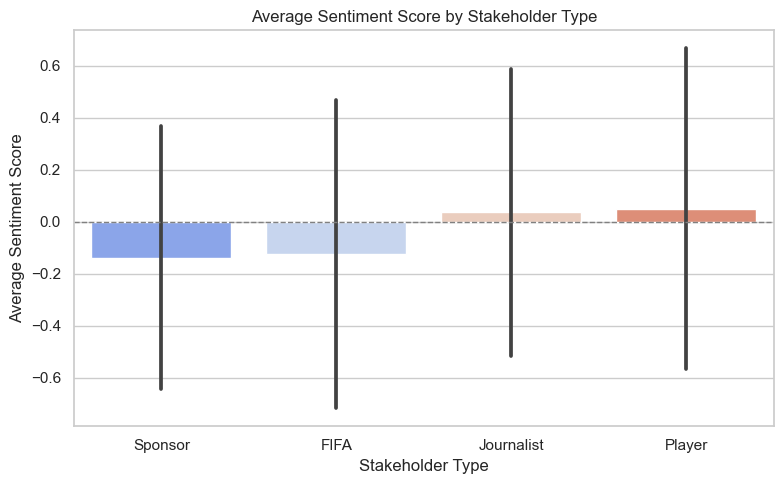 Average Sentiment Score by Stakeholder Type
Average Sentiment Score
0.6
0.4
0.2
0.0
−0.2
−0.4
−0.6
Sponsor
FIFA
Journalist
Player
Stakeholder Type